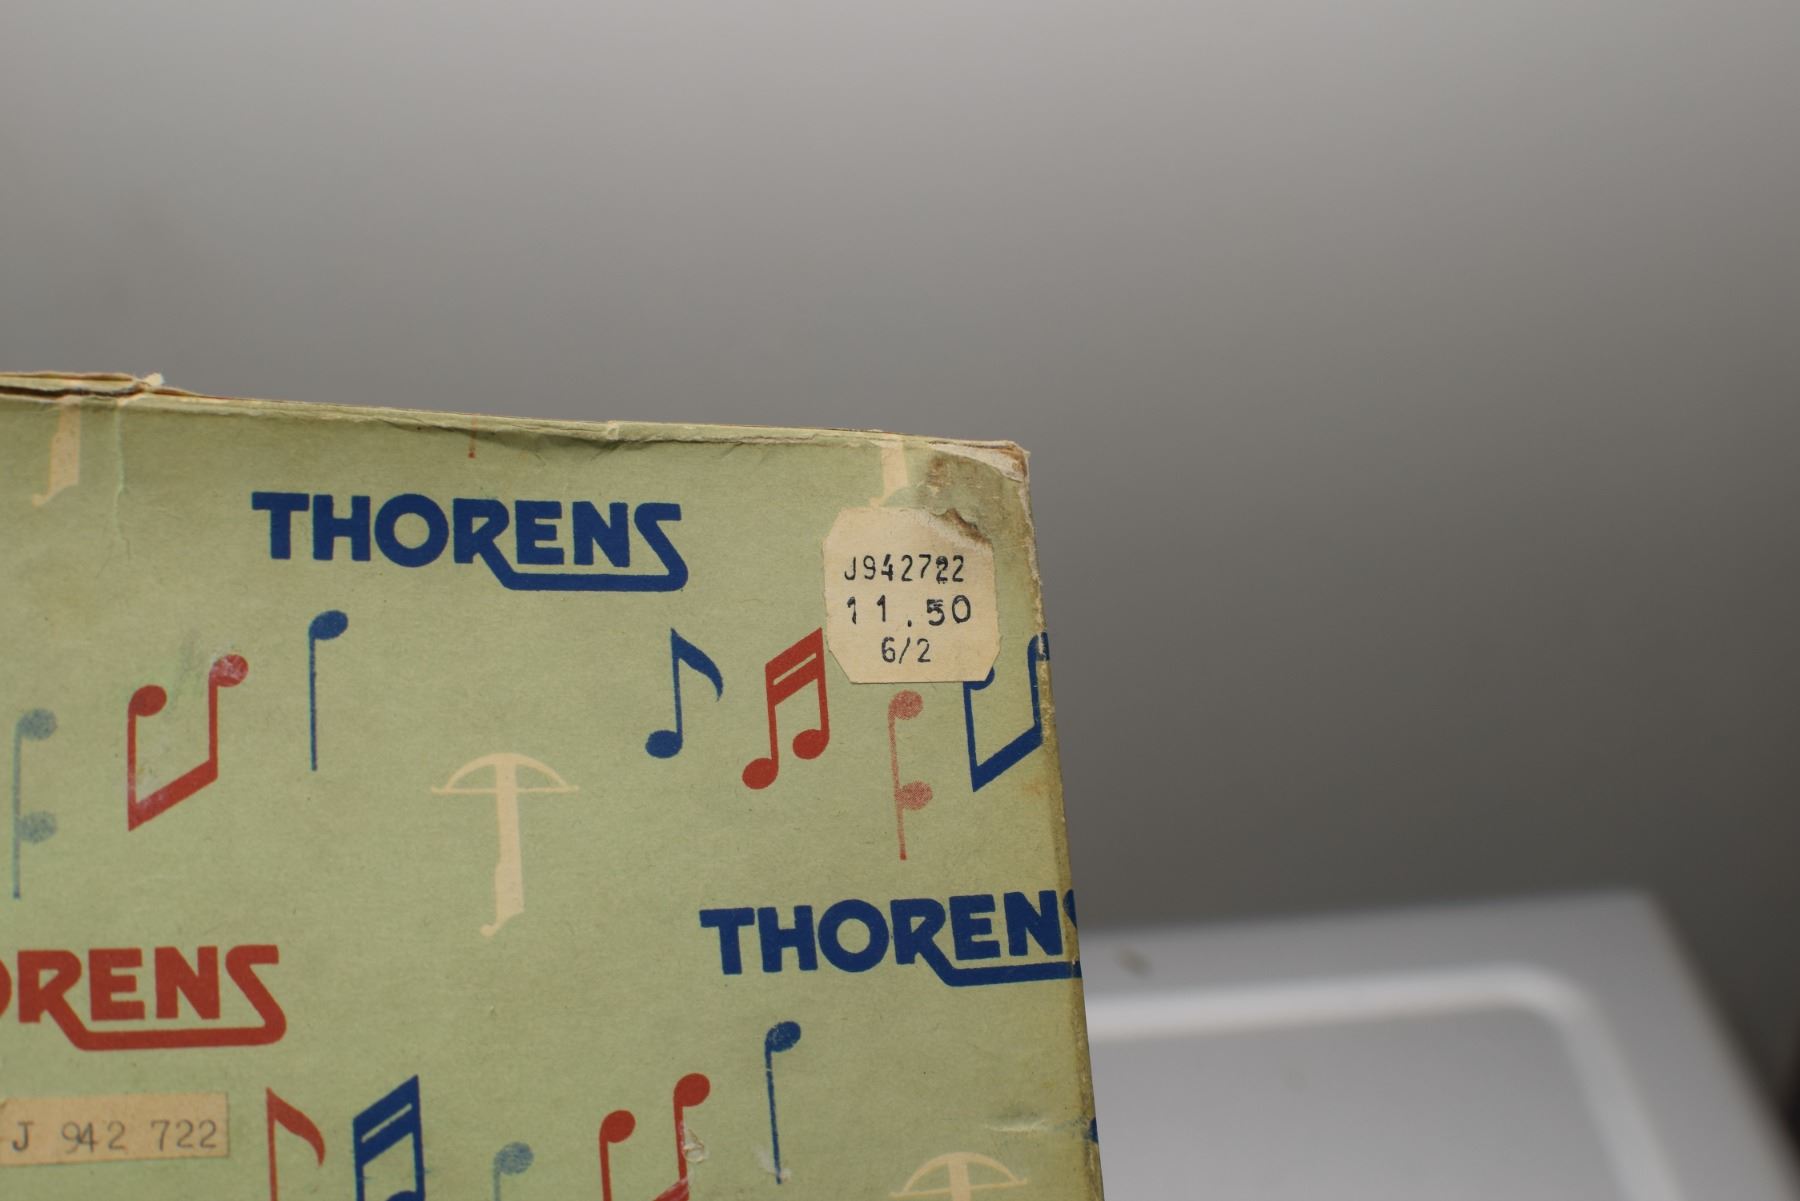 THORENS
J942722
11.50
6/2
THORENS
ORENS
J 942 722